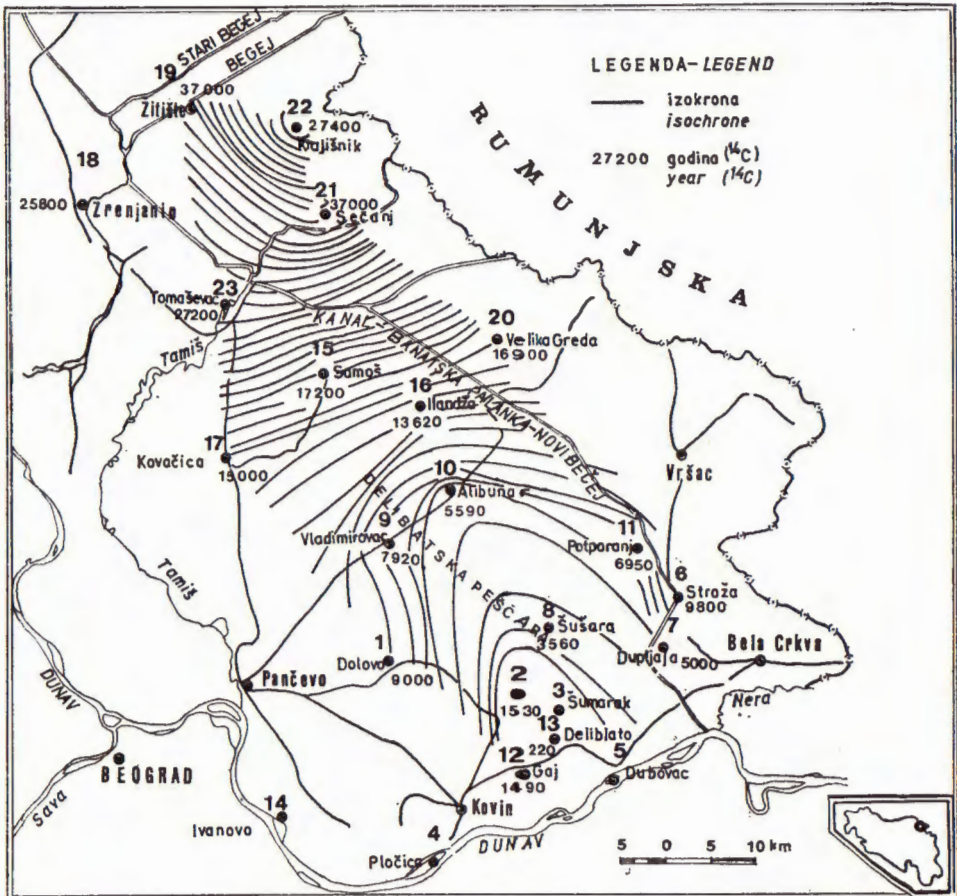 STARI BEGEJ
19
BEGEJ
37000
Žitište
22
27400
Krajišnik
LEGENDA-LEGEND
izokrona
isochrone
27200 godina (¹⁴C)
year (¹⁴C)
RUMUNJSKA
18
25800
Zrenjanin
21
37000
Sečanj
23
Tomaševac
27200
Tamiš
KANAL-BANATSKA PALANKA-NOVI BEČEJ
20
Velika Greda
16900
15
Samoš
17200
16
Ilandža
13620
17
Kovačica
15000
Vršac
10
Alibunar
5590
DELIBLATSKA PEŠČARA
9
Vladimirovac
7920
11
Potporanj
6950
6
Straža
9800
Tamiš
8
Šušara
3560
7
Dupljaja 5000
Bela Crkva
1
Dolovo
9000
2
1530
3
Šumarak
Nera
Pančevo
DUNAV
13
Deliblato
220
12
Gaj
1490
5
Dubovac
BEOGRAD
Sava
14
Ivanovo
Kovin
4
Pločica
DUNAV
5 0 5 10 km